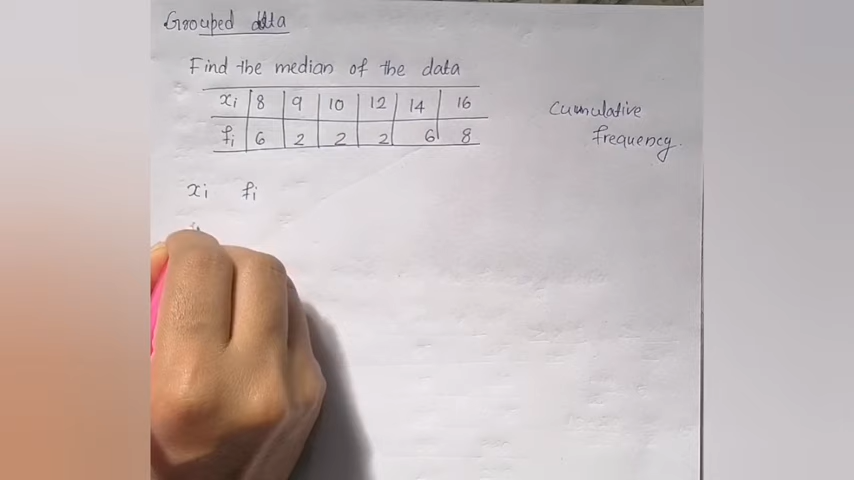 Grouped data
Find the median of the data
xi 8 9 10 12 14 16
fi 6 2 2 2 6 8
Cumulative
frequency.
xi fi